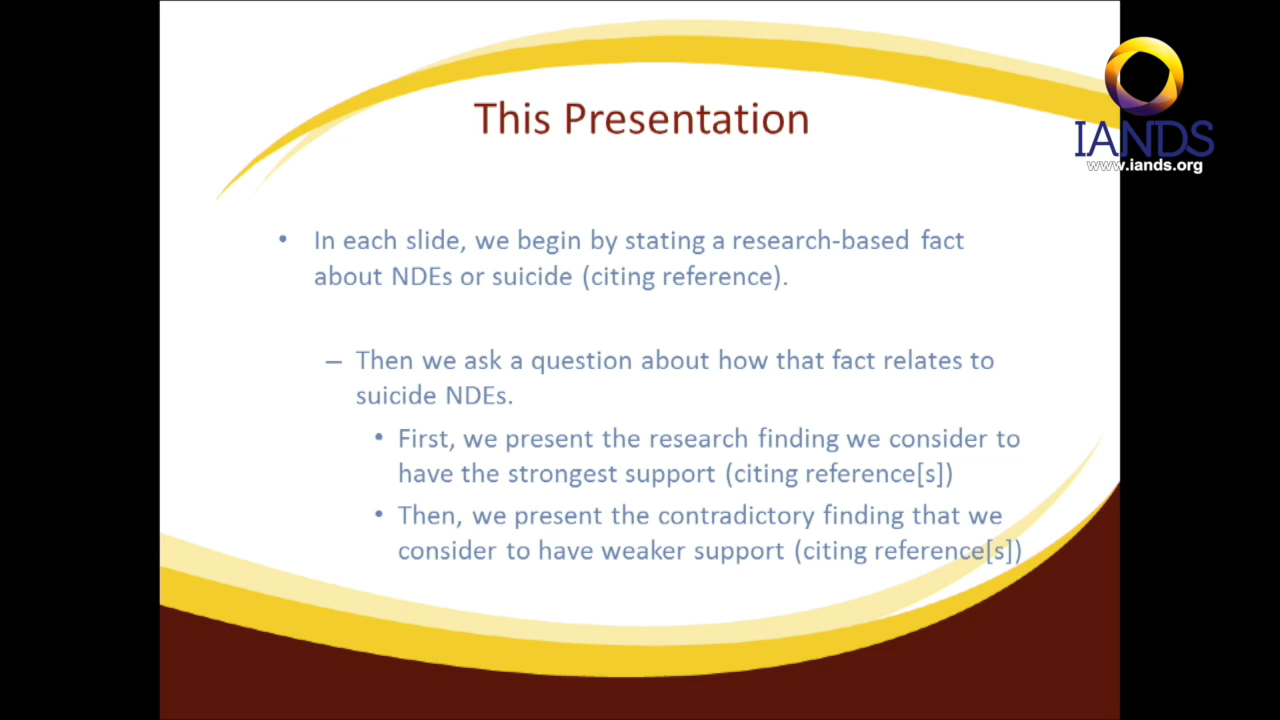 This Presentation
IANDS
www.iands.org
• In each slide, we begin by stating a research-based fact
about NDEs or suicide (citing reference).
– Then we ask a question about how that fact relates to
suicide NDEs.
• First, we present the research finding we consider to
have the strongest support (citing reference[s])
• Then, we present the contradictory finding that we
consider to have weaker support (citing reference[s])